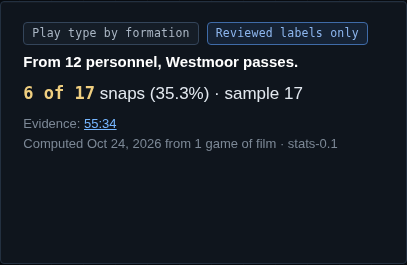 Play type by formation Reviewed labels only
From 12 personnel, Westmoor passes.
6 of 17 snaps (35.3%) · sample 17
Evidence: 55:34
Computed Oct 24, 2026 from 1 game of film · stats-0.1